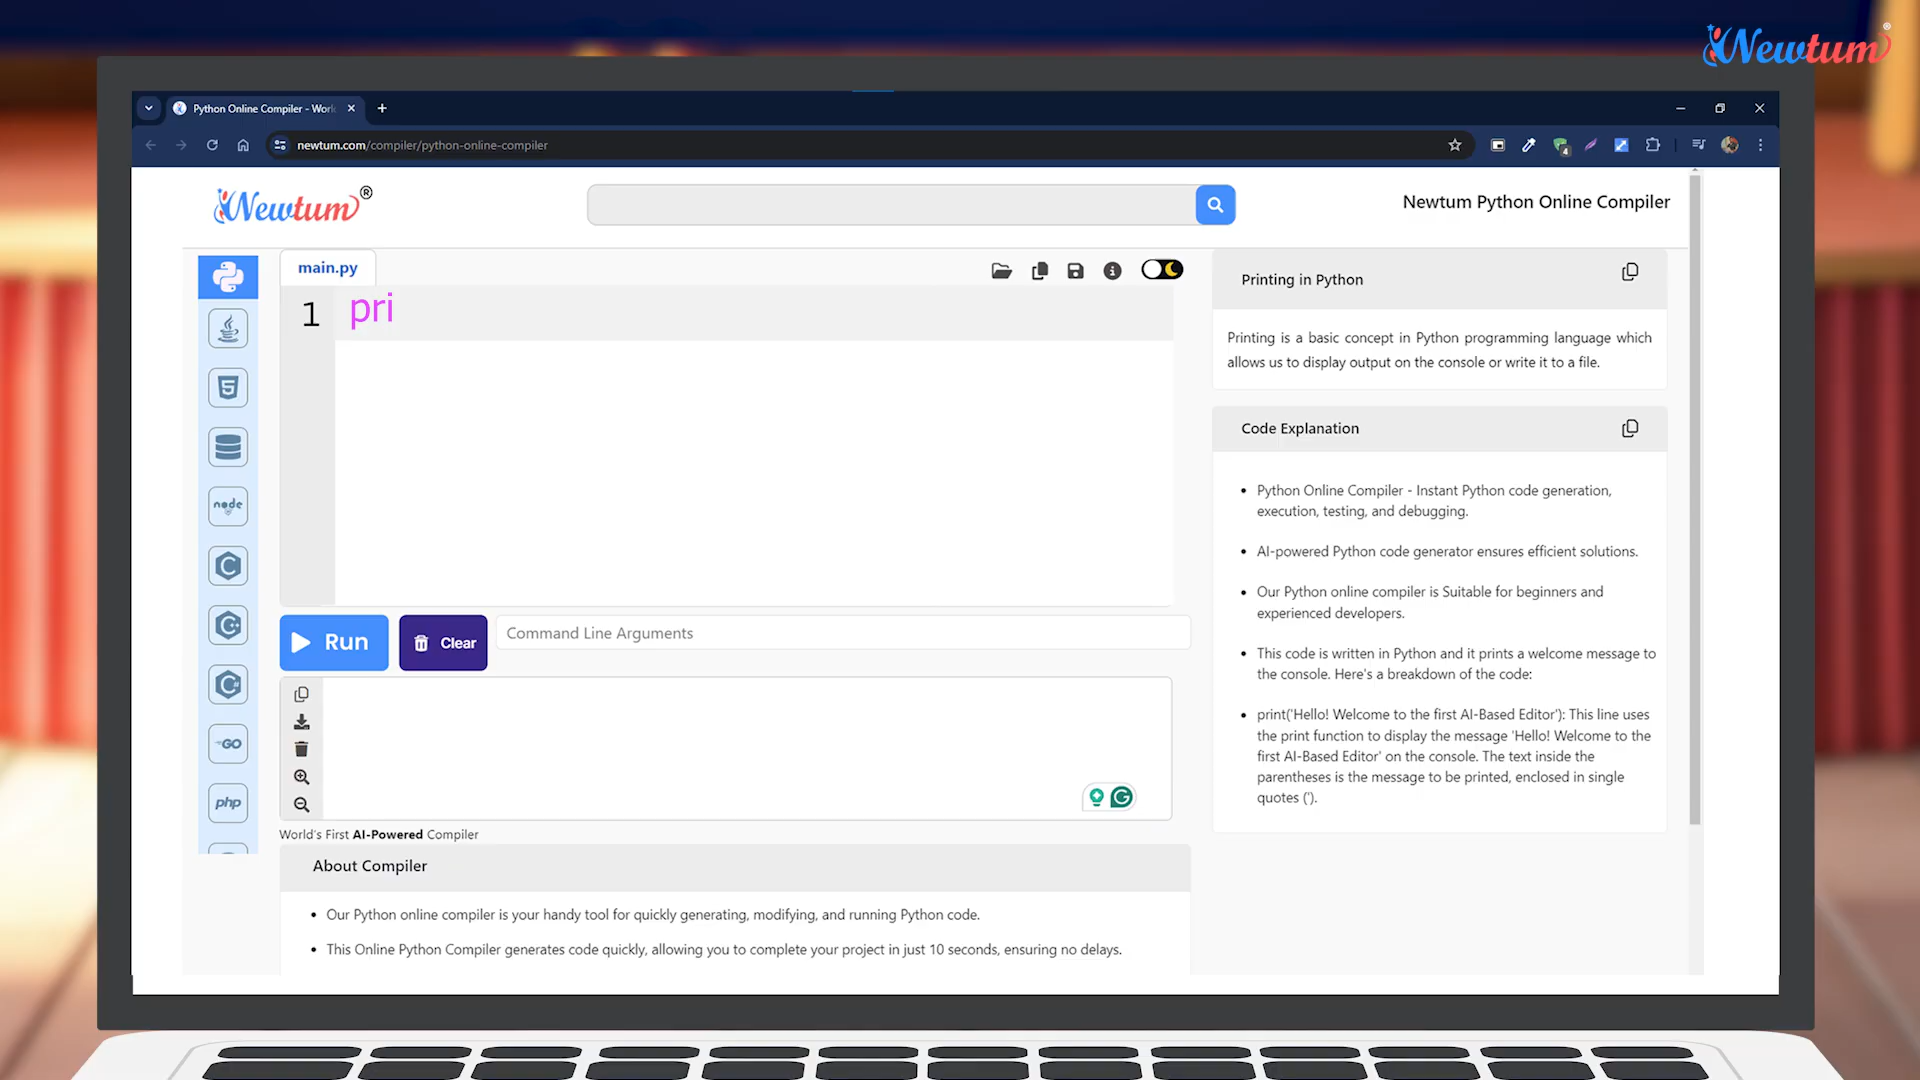 Newtum®
Python Online Compiler - Worl
newtum.com/compiler/python-online-compiler
4
Newtum®
Newtum Python Online Compiler
main.py
1 pri
node
GO
php
Run
Clear
Command Line Arguments
World's First AI-Powered Compiler
About Compiler
• Our Python online compiler is your handy tool for quickly generating, modifying, and running Python code.
• This Online Python Compiler generates code quickly, allowing you to complete your project in just 10 seconds, ensuring no delays.
Printing in Python
Printing is a basic concept in Python programming language which
allows us to display output on the console or write it to a file.
Code Explanation
• Python Online Compiler - Instant Python code generation,
execution, testing, and debugging.
• AI-powered Python code generator ensures efficient solutions.
• Our Python online compiler is Suitable for beginners and
experienced developers.
• This code is written in Python and it prints a welcome message to
the console. Here's a breakdown of the code:
• print('Hello! Welcome to the first AI-Based Editor'): This line uses
the print function to display the message 'Hello! Welcome to the
first AI-Based Editor' on the console. The text inside the
parentheses is the message to be printed, enclosed in single
quotes (').